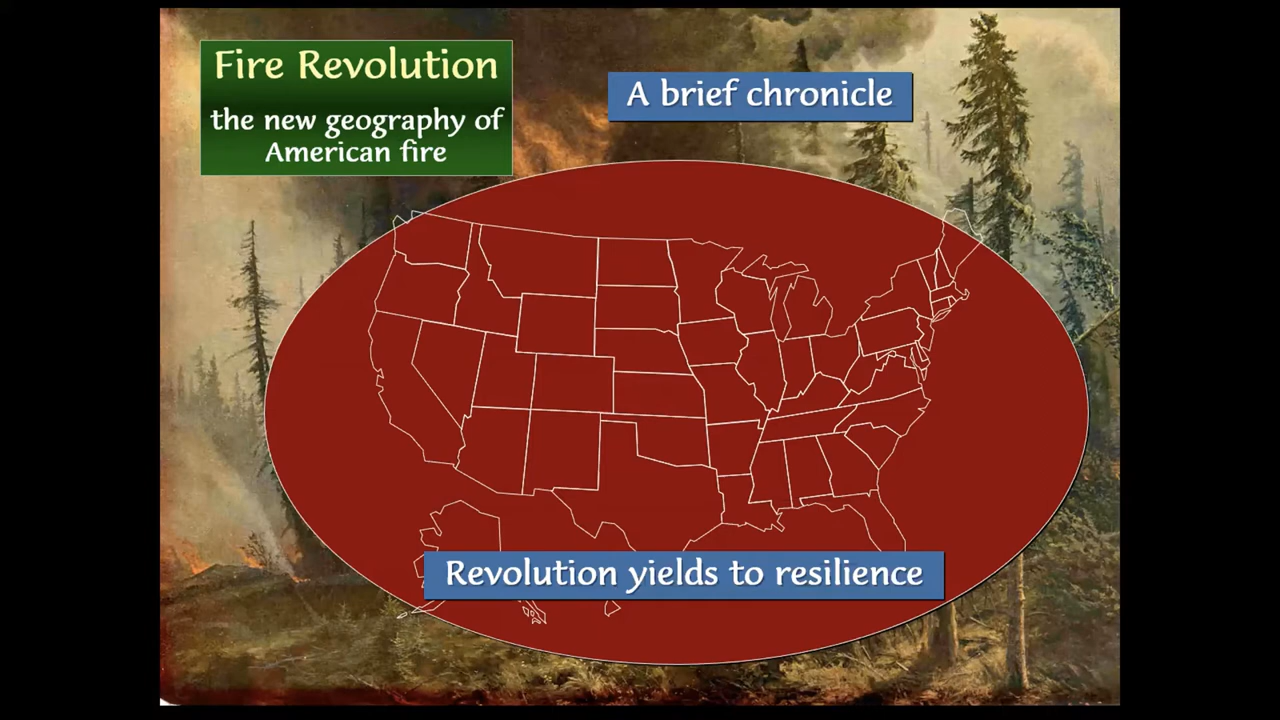 Fire Revolution
the new geography of
American fire
A brief chronicle
Revolution yields to resilience